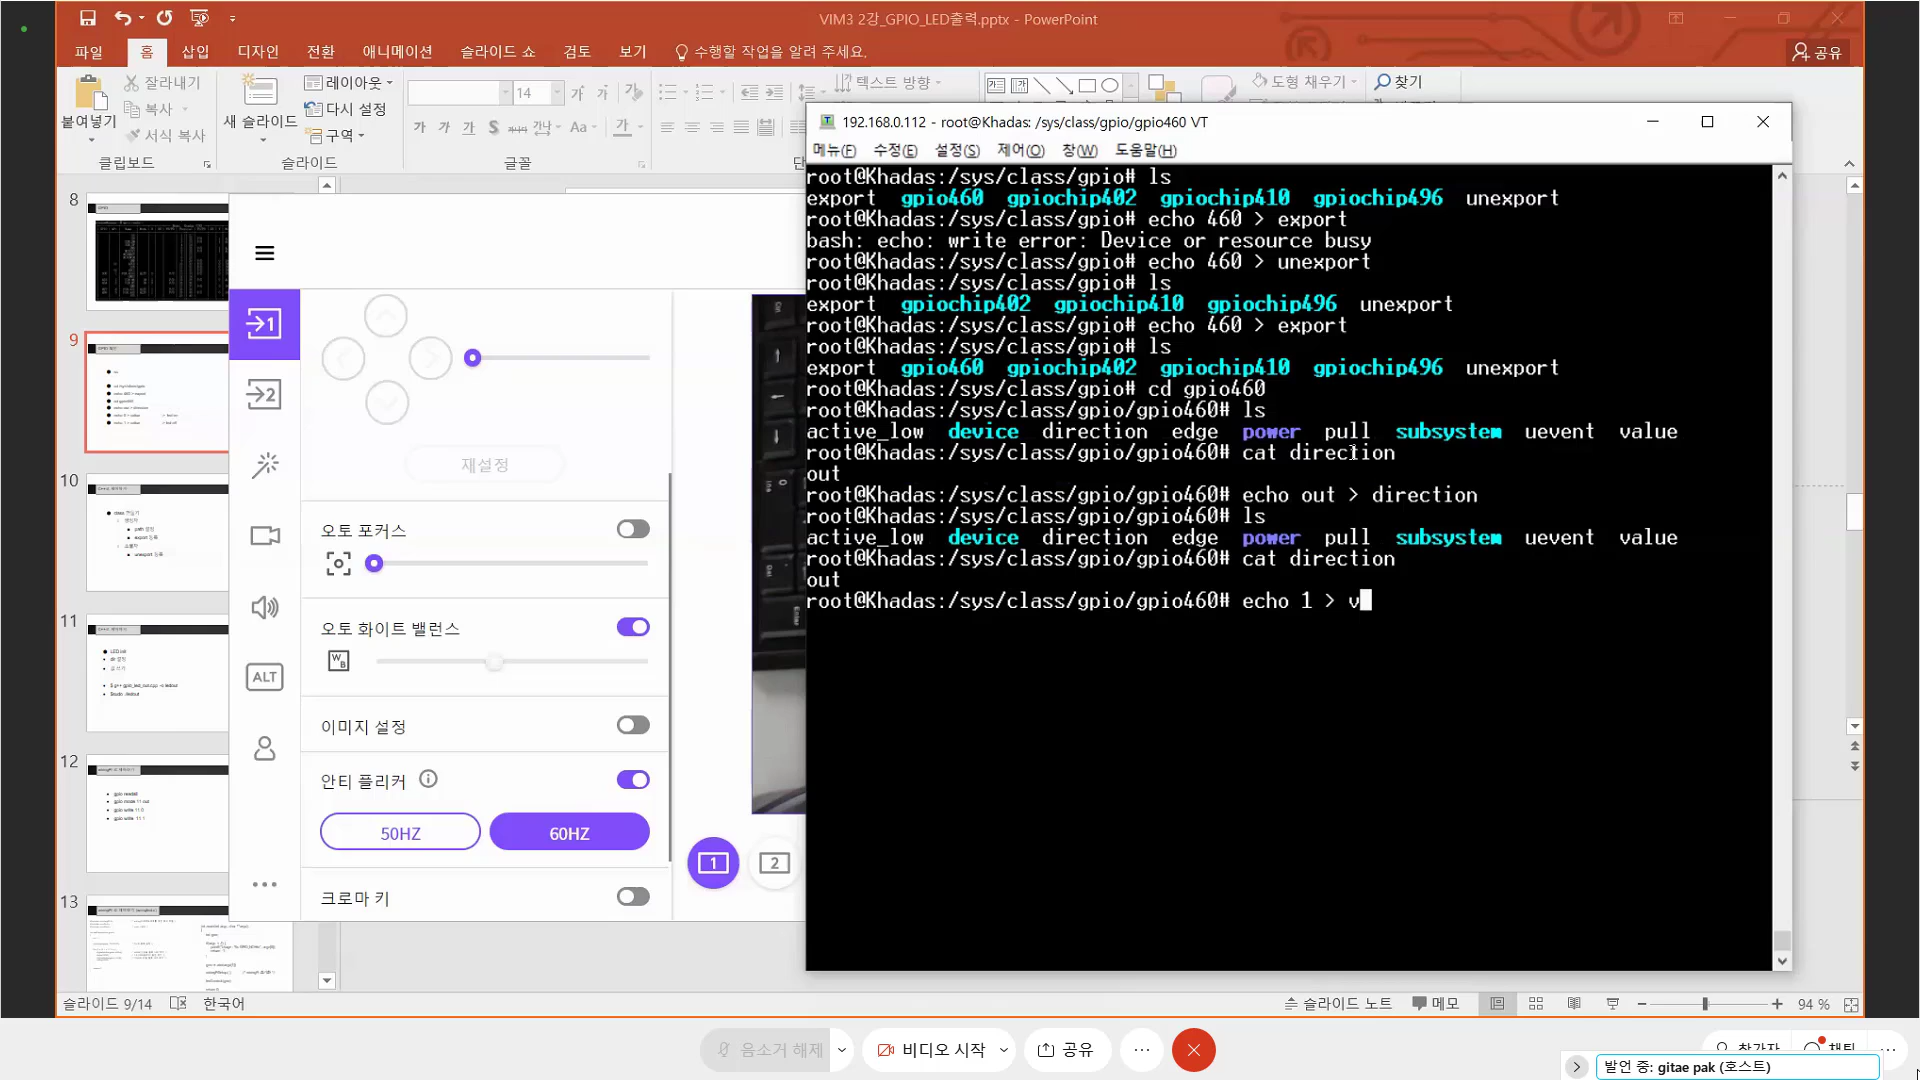 VIM3 2강_GPIO_LED출력.pptx - PowerPoint
파일 홈 삽입 디자인 전환 애니메이션 슬라이드 쇼 검토 보기 수행할 작업을 알려 주세요. 공유
붙여넣기
잘라내기
복사
서식 복사
클립보드
새 슬라이드
레이아웃
다시 설정
구역
슬라이드
14
글꼴
텍스트 방향
도형 채우기
찾기
192.168.0.112 - root@Khadas: /sys/class/gpio/gpio460 VT
메뉴(F) 수정(E) 설정(S) 제어(O) 창(W) 도움말(H)
root@Khadas:/sys/class/gpio# ls
export gpio460 gpiochip402 gpiochip410 gpiochip496 unexport
root@Khadas:/sys/class/gpio# echo 460 > export
bash: echo: write error: Device or resource busy
root@Khadas:/sys/class/gpio# echo 460 > unexport
root@Khadas:/sys/class/gpio# ls
export gpiochip402 gpiochip410 gpiochip496 unexport
root@Khadas:/sys/class/gpio# echo 460 > export
root@Khadas:/sys/class/gpio# ls
export gpio460 gpiochip402 gpiochip410 gpiochip496 unexport
root@Khadas:/sys/class/gpio# cd gpio460
root@Khadas:/sys/class/gpio/gpio460# ls
active_low device direction edge power pull subsystem uevent value
root@Khadas:/sys/class/gpio/gpio460# cat direction
out
root@Khadas:/sys/class/gpio/gpio460# echo out > direction
root@Khadas:/sys/class/gpio/gpio460# ls
active_low device direction edge power pull subsystem uevent value
root@Khadas:/sys/class/gpio/gpio460# cat direction
out
root@Khadas:/sys/class/gpio/gpio460# echo 1 > v
8
9
10
11
12
13
재설정
오토 포커스
오토 화이트 밸런스
WB
이미지 설정
안티 플리커
50HZ 60HZ
크로마 키
ALT
1 2
슬라이드 9/14 한국어
슬라이드 노트 메모 94 %
음소거 해제 비디오 시작 공유
참가자 채팅
발언 중: gitae pak (호스트)